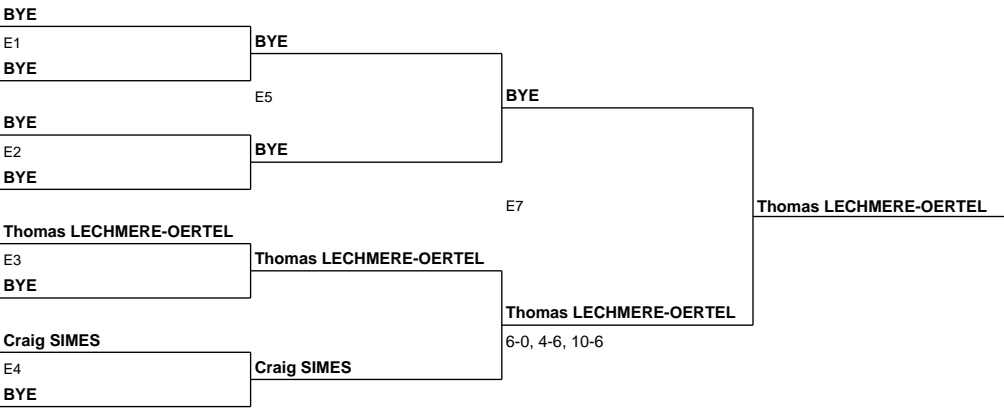 BYE
E1
BYE
BYE
E5
BYE
BYE
E2
BYE
BYE
E7
Thomas LECHMERE-OERTEL
Thomas LECHMERE-OERTEL
E3
Thomas LECHMERE-OERTEL
BYE
Thomas LECHMERE-OERTEL
6-0, 4-6, 10-6
Craig SIMES
E4
Craig SIMES
BYE